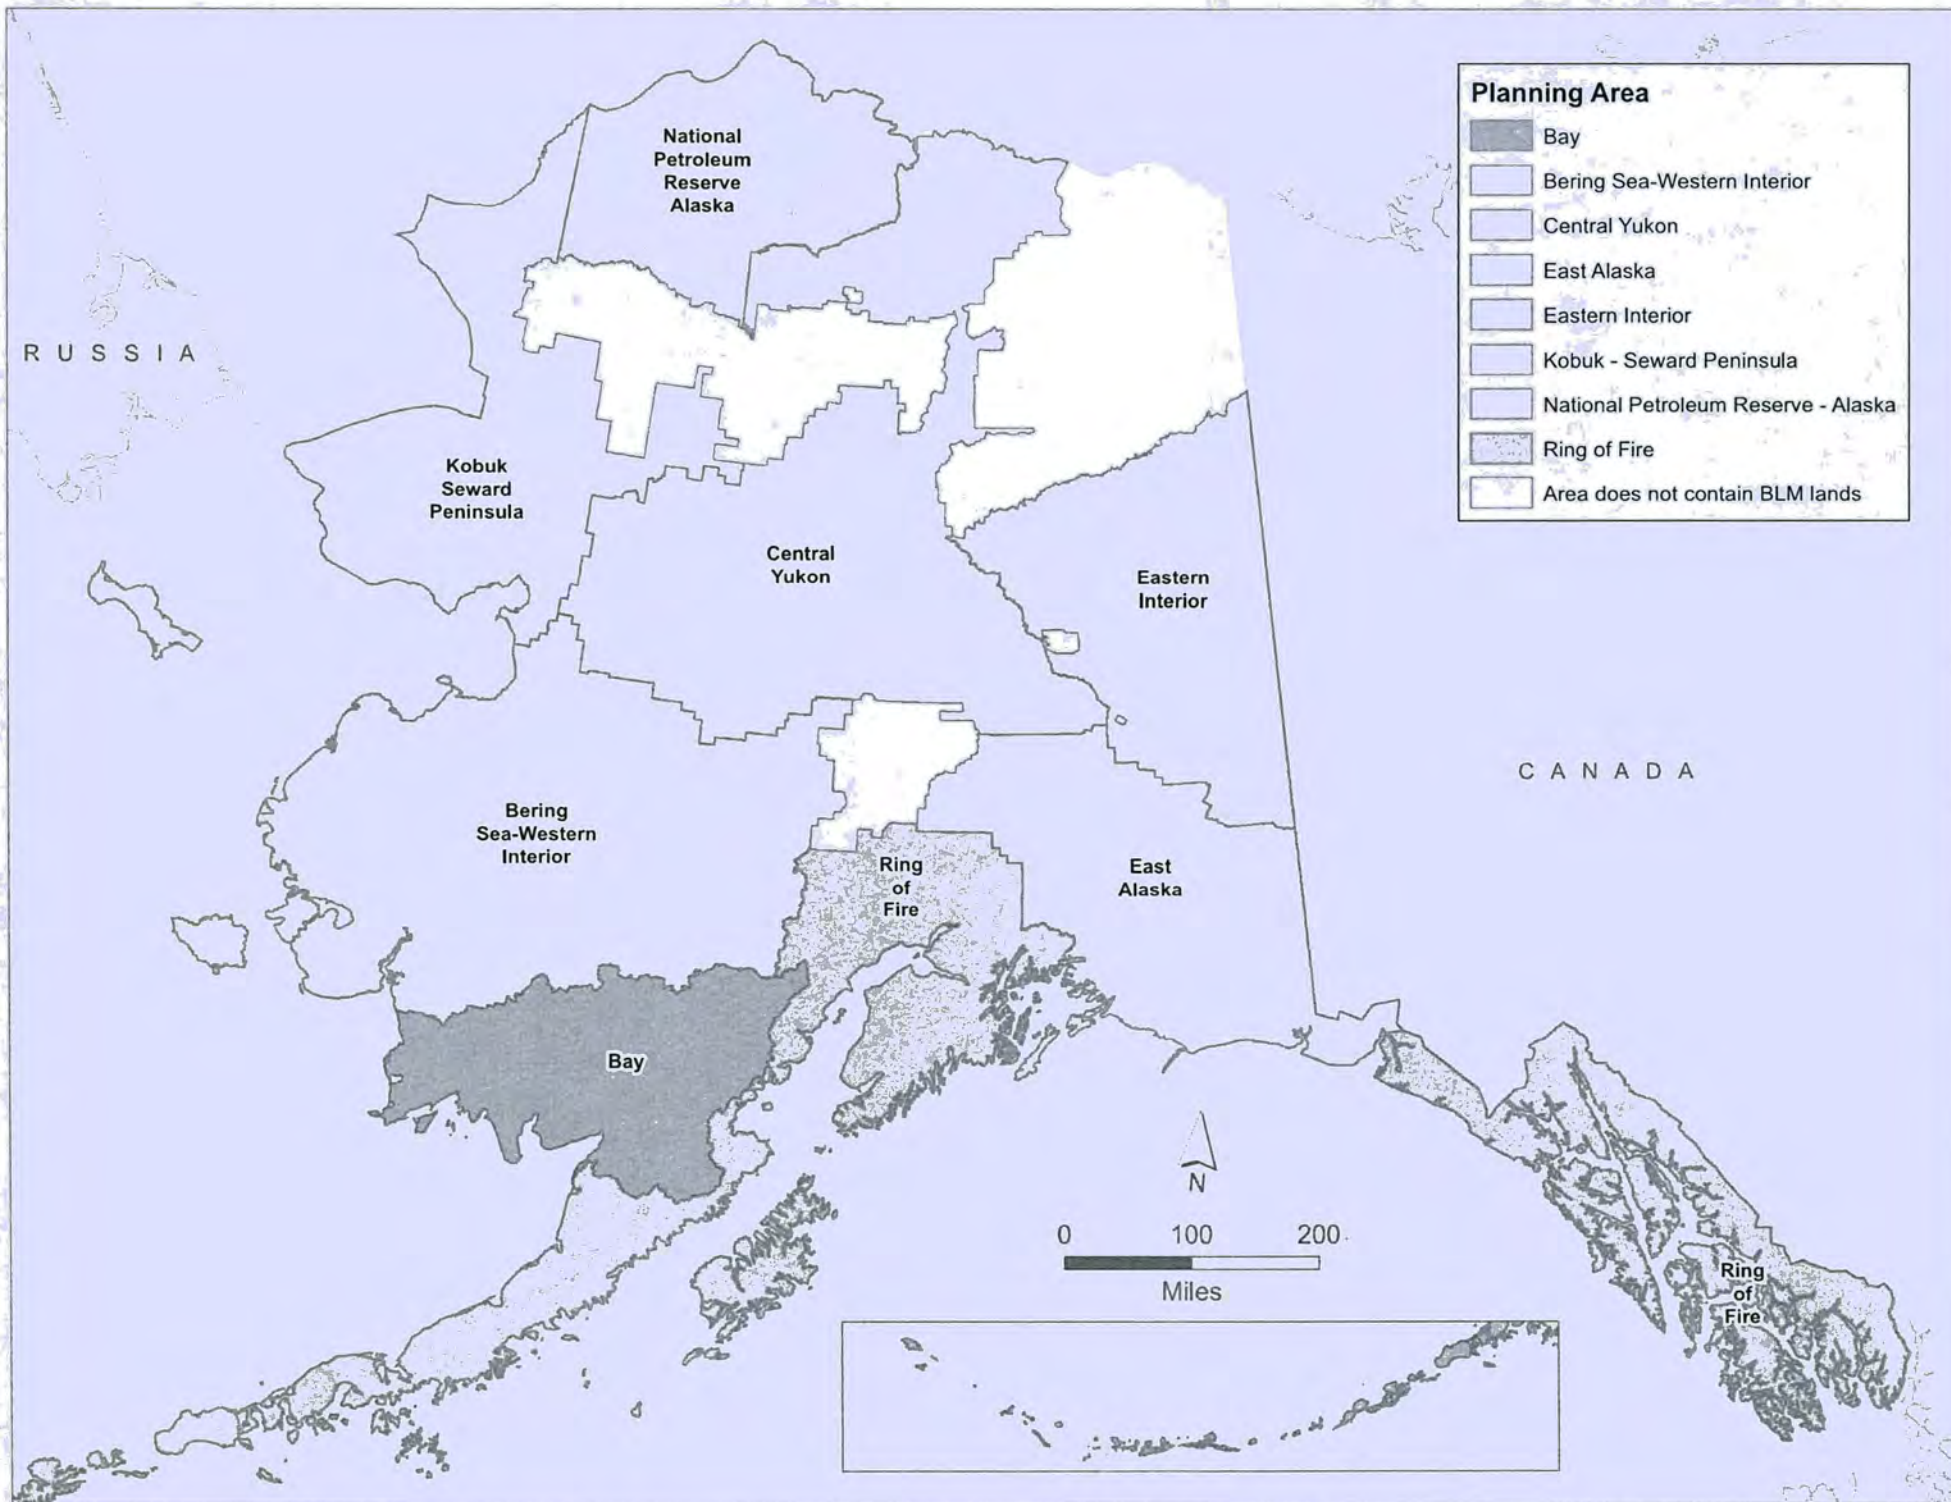 Planning Area
Bay
Bering Sea-Western Interior
Central Yukon
East Alaska
Eastern Interior
Kobuk - Seward Peninsula
National Petroleum Reserve - Alaska
Ring of Fire
Area does not contain BLM lands
National
Petroleum
Reserve
Alaska
R U S S I A
Kobuk
Seward
Peninsula
Central
Yukon
Eastern
Interior
C A N A D A
Bering
Sea-Western
Interior
Ring
of
Fire
East
Alaska
Bay
N
0 100 200
Miles
Ring
of
Fire